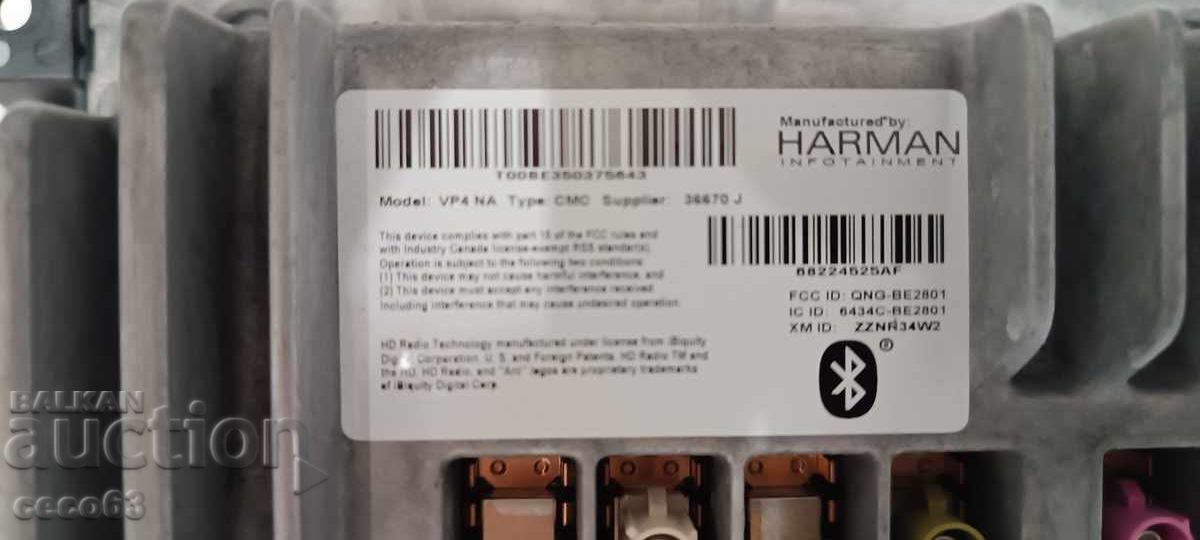 Manufactured by:
HARMAN
INFOTAINMENT
T00BE350375643
Model: VP4 NA Type: CMC Supplier: 36670 J
This device complies with part 15 of the FCC rules and
with Industry Canada license-exempt RSS standard(s).
Operation is subject to the following two conditions:
(1) This device may not cause harmful interference, and
(2) This device must accept any interference received
including interference that may cause undesired operation.
68224525AF
FCC ID: QNG-BE2801
IC ID: 6434C-BE2801
XM ID: ZZNR34W2
HD Radio Technology manufactured under license from iBiquity
Digital Corporation. U. S. and Foreign Patents. HD Radio TM and
the HD, HD Radio, and "Arc" logos are proprietary trademarks
of iBiquity Digital Corp.
®
BALKAN
auction
ceco63